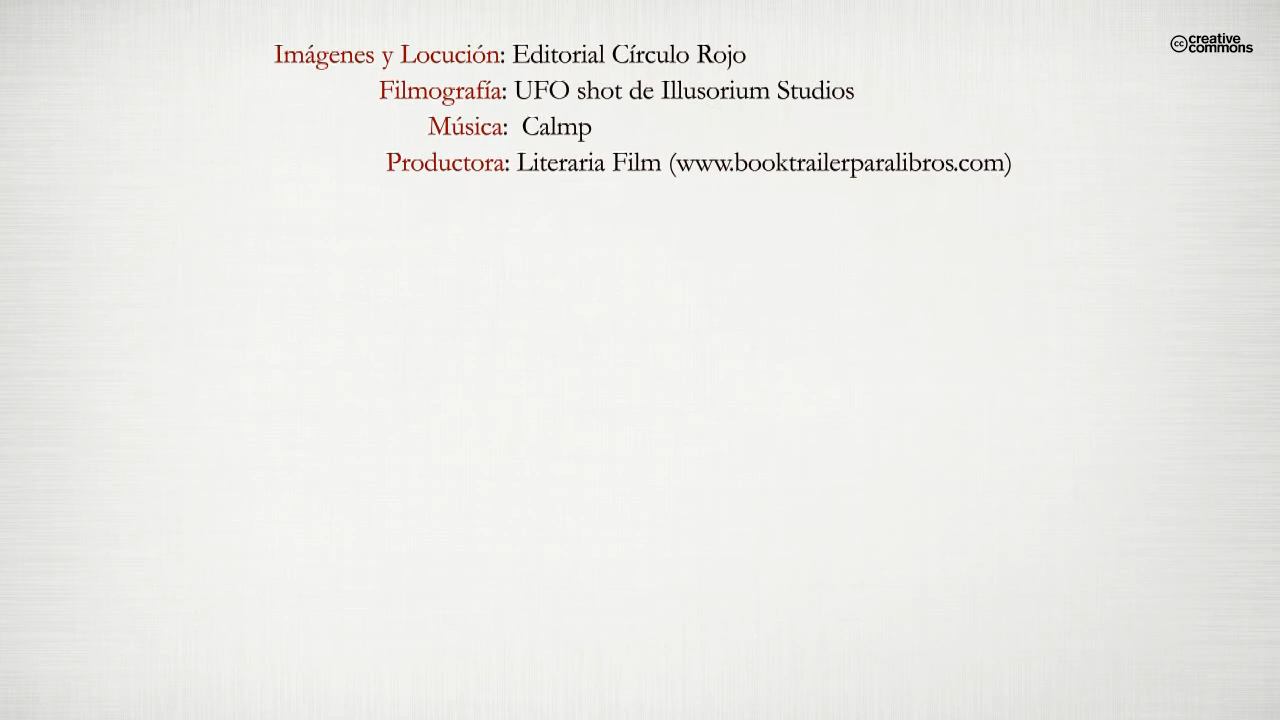 Imágenes y Locución: Editorial Círculo Rojo
Filmografía: UFO shot de Illusorium Studios
Música: Calmp
Productora: Literaria Film (www.booktrailerparalibros.com)
cc creative
commons